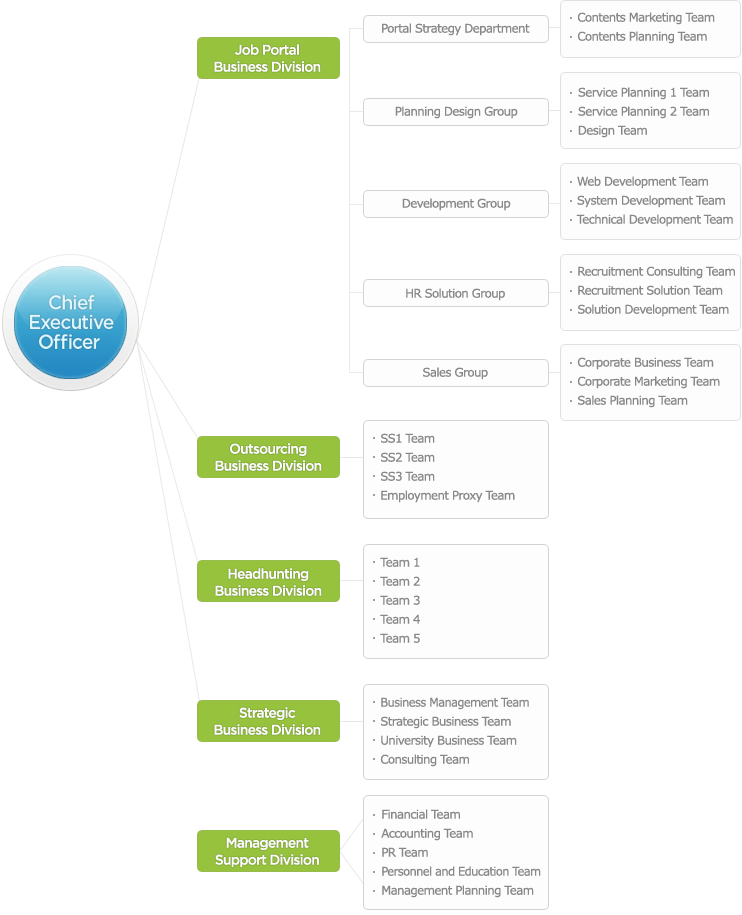 Chief
Executive
Officer
Job Portal
Business Division
Portal Strategy Department
· Contents Marketing Team
· Contents Planning Team
Planning Design Group
· Service Planning 1 Team
· Service Planning 2 Team
· Design Team
Development Group
· Web Development Team
· System Development Team
· Technical Development Team
HR Solution Group
· Recruitment Consulting Team
· Recruitment Solution Team
· Solution Development Team
Sales Group
· Corporate Business Team
· Corporate Marketing Team
· Sales Planning Team
Outsourcing
Business Division
· SS1 Team
· SS2 Team
· SS3 Team
· Employment Proxy Team
Headhunting
Business Division
· Team 1
· Team 2
· Team 3
· Team 4
· Team 5
Strategic
Business Division
· Business Management Team
· Strategic Business Team
· University Business Team
· Consulting Team
Management
Support Division
· Financial Team
· Accounting Team
· PR Team
· Personnel and Education Team
· Management Planning Team